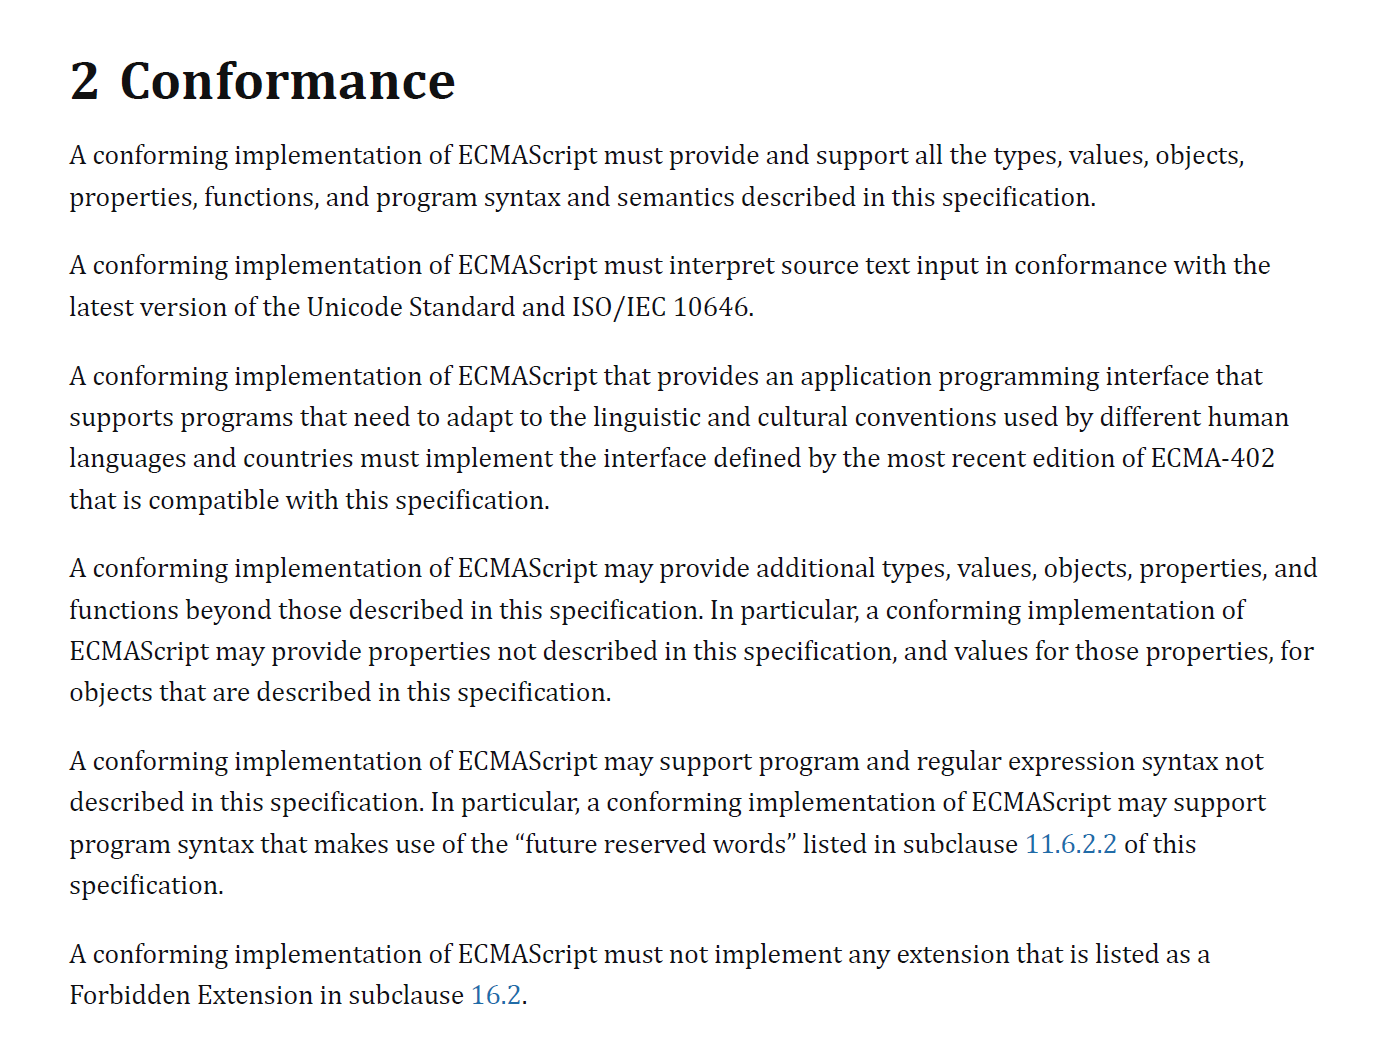 2 Conformance
A conforming implementation of ECMAScript must provide and support all the types, values, objects,
properties, functions, and program syntax and semantics described in this specification.
A conforming implementation of ECMAScript must interpret source text input in conformance with the
latest version of the Unicode Standard and ISO/IEC 10646.
A conforming implementation of ECMAScript that provides an application programming interface that
supports programs that need to adapt to the linguistic and cultural conventions used by different human
languages and countries must implement the interface defined by the most recent edition of ECMA-402
that is compatible with this specification.
A conforming implementation of ECMAScript may provide additional types, values, objects, properties, and
functions beyond those described in this specification. In particular, a conforming implementation of
ECMAScript may provide properties not described in this specification, and values for those properties, for
objects that are described in this specification.
A conforming implementation of ECMAScript may support program and regular expression syntax not
described in this specification. In particular, a conforming implementation of ECMAScript may support
program syntax that makes use of the “future reserved words” listed in subclause 11.6.2.2 of this
specification.
A conforming implementation of ECMAScript must not implement any extension that is listed as a
Forbidden Extension in subclause 16.2.